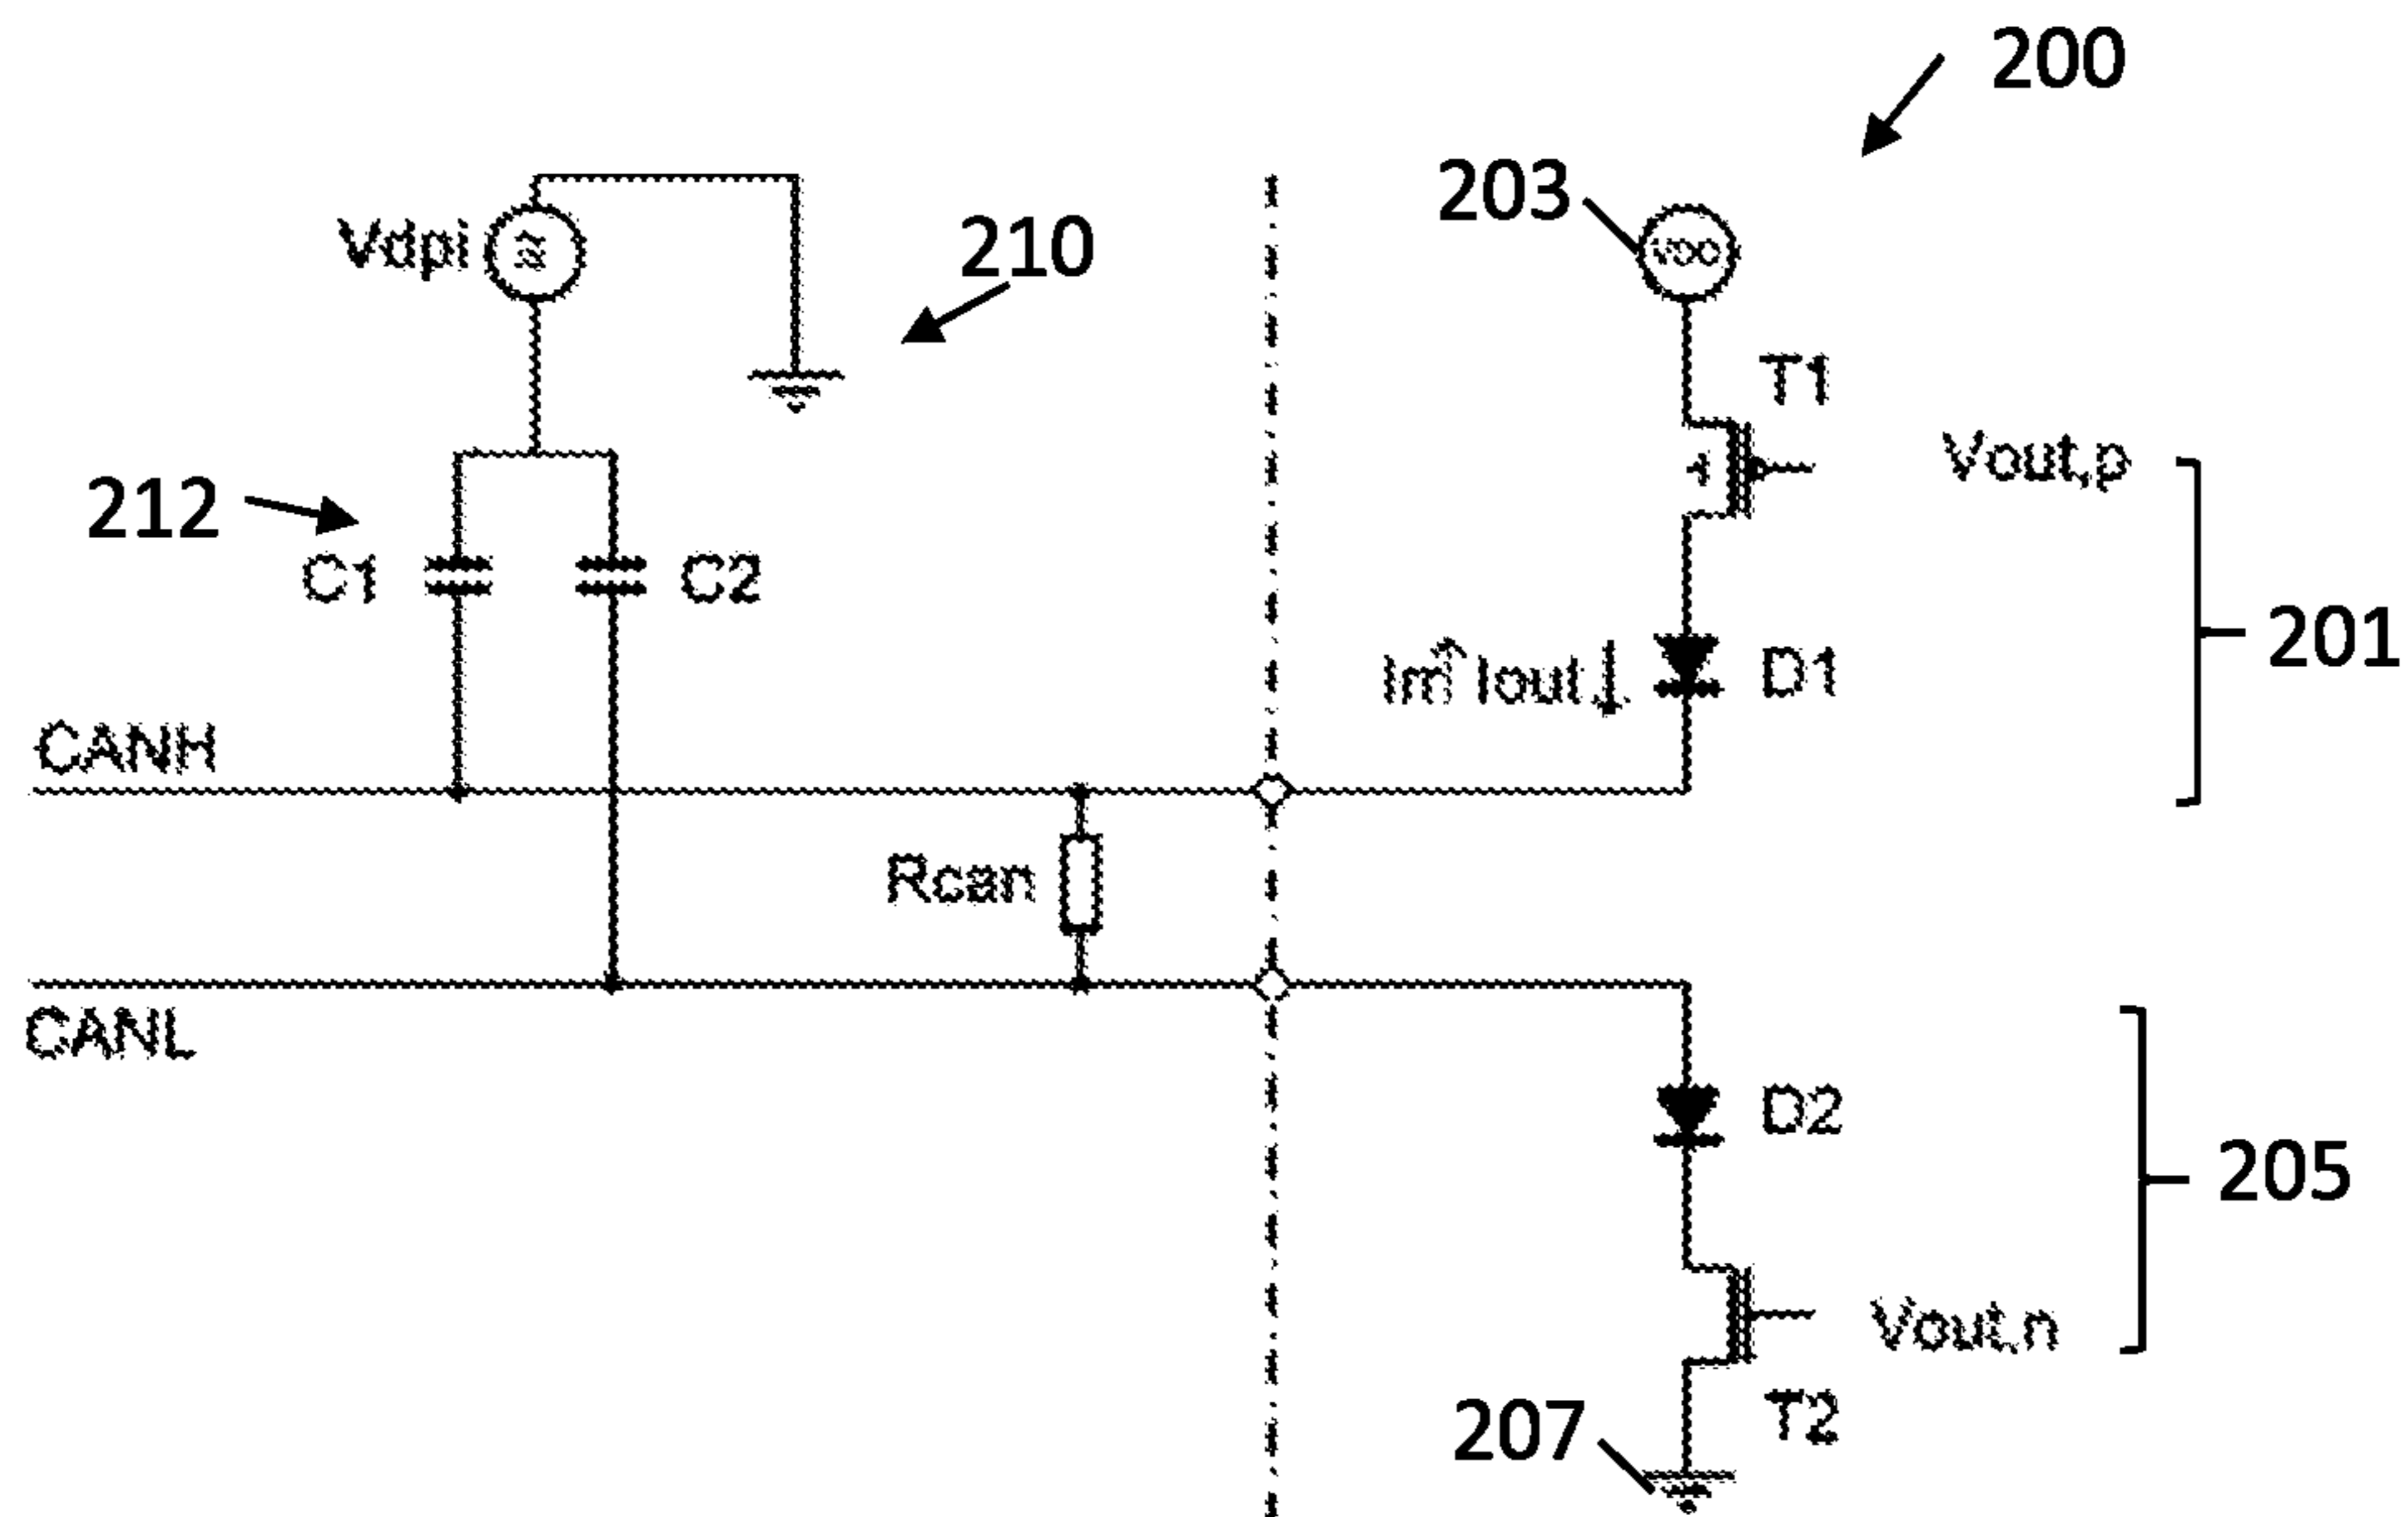 200
203
Vdpi
210
T1
Vout,p
212
C1
C2
201
Im^ Iout
D1
CANH
Rcan
CANL
D2
205
Vout,n
T2
207